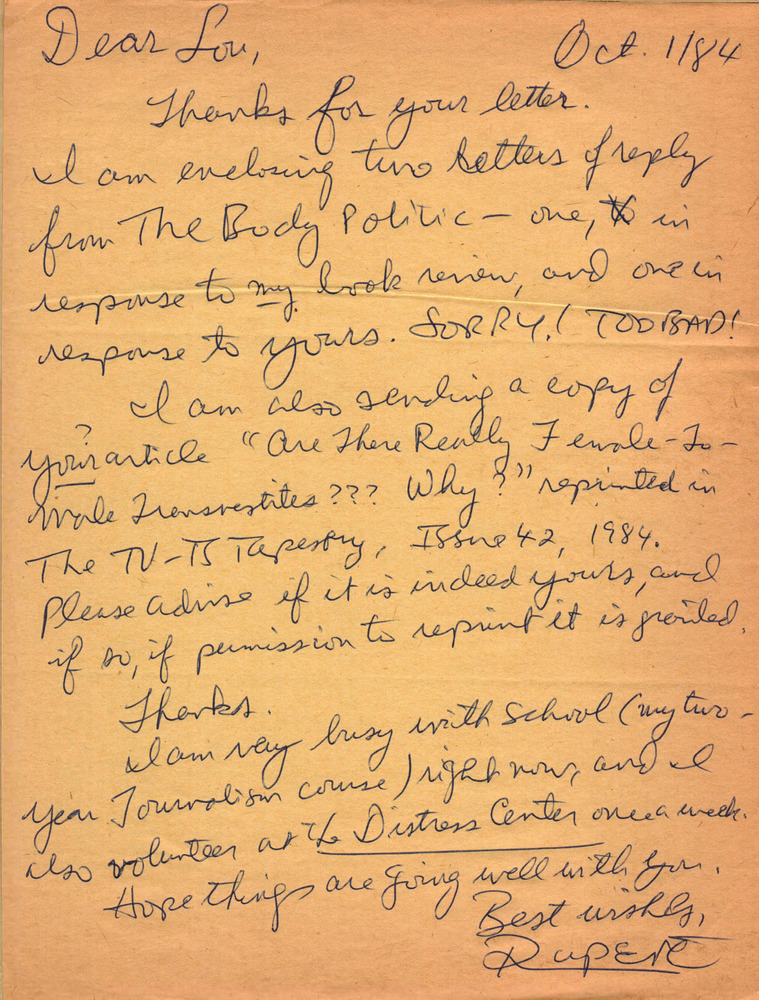 Dear Lou,
Oct. 1/84
Thanks for your letter.
I am enclosing two letters of reply
from The Body Politic – one, in
response to my book review, and one in
response to yours. SORRY! TOO BAD!
I am also sending a copy of
?
your article "Are There Really Female-To-
Male Transvestites??? Why?" reprinted in
The TV-TS Tapestry, Issue 42, 1984.
Please advise if it is indeed yours, and
if so, if permission to reprint it is granted.
Thanks.
I am very busy with School (my two-
year Journalism course) right now, and I
also volunteer at the Distress Center once a week.
Hope things are going well with you.
Best wishes,
Rupert